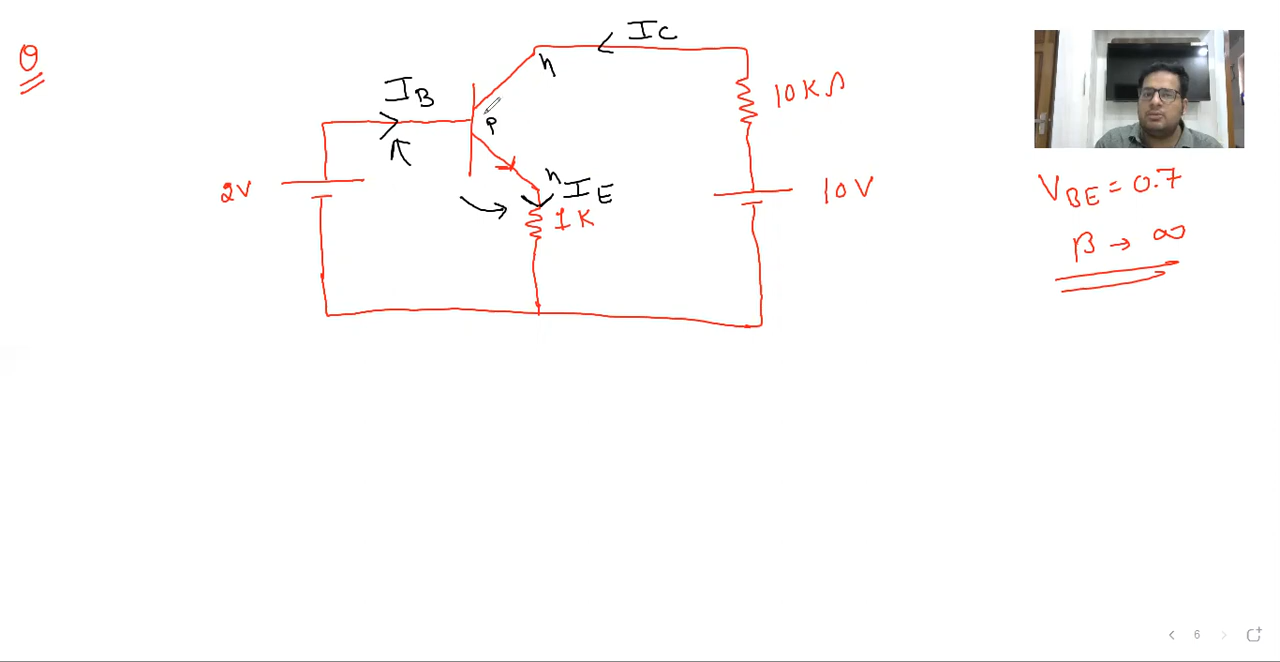 Q
IC
IB
n
10KΩ
P
2V
n
IE
1K
10V
VBE = 0.7
β → ∞
6